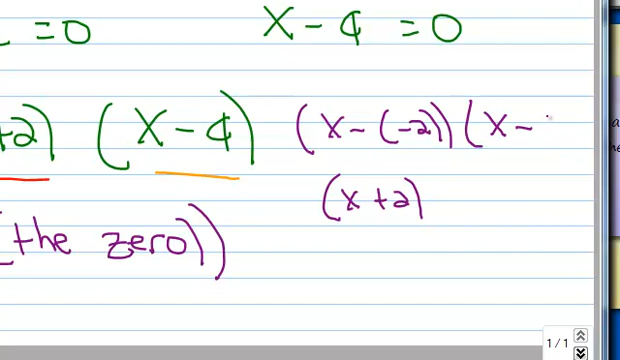 =0 X-4 =0
+2) (X-4) (x-(-2))(x-
(x+2)
(the zero))
1/1